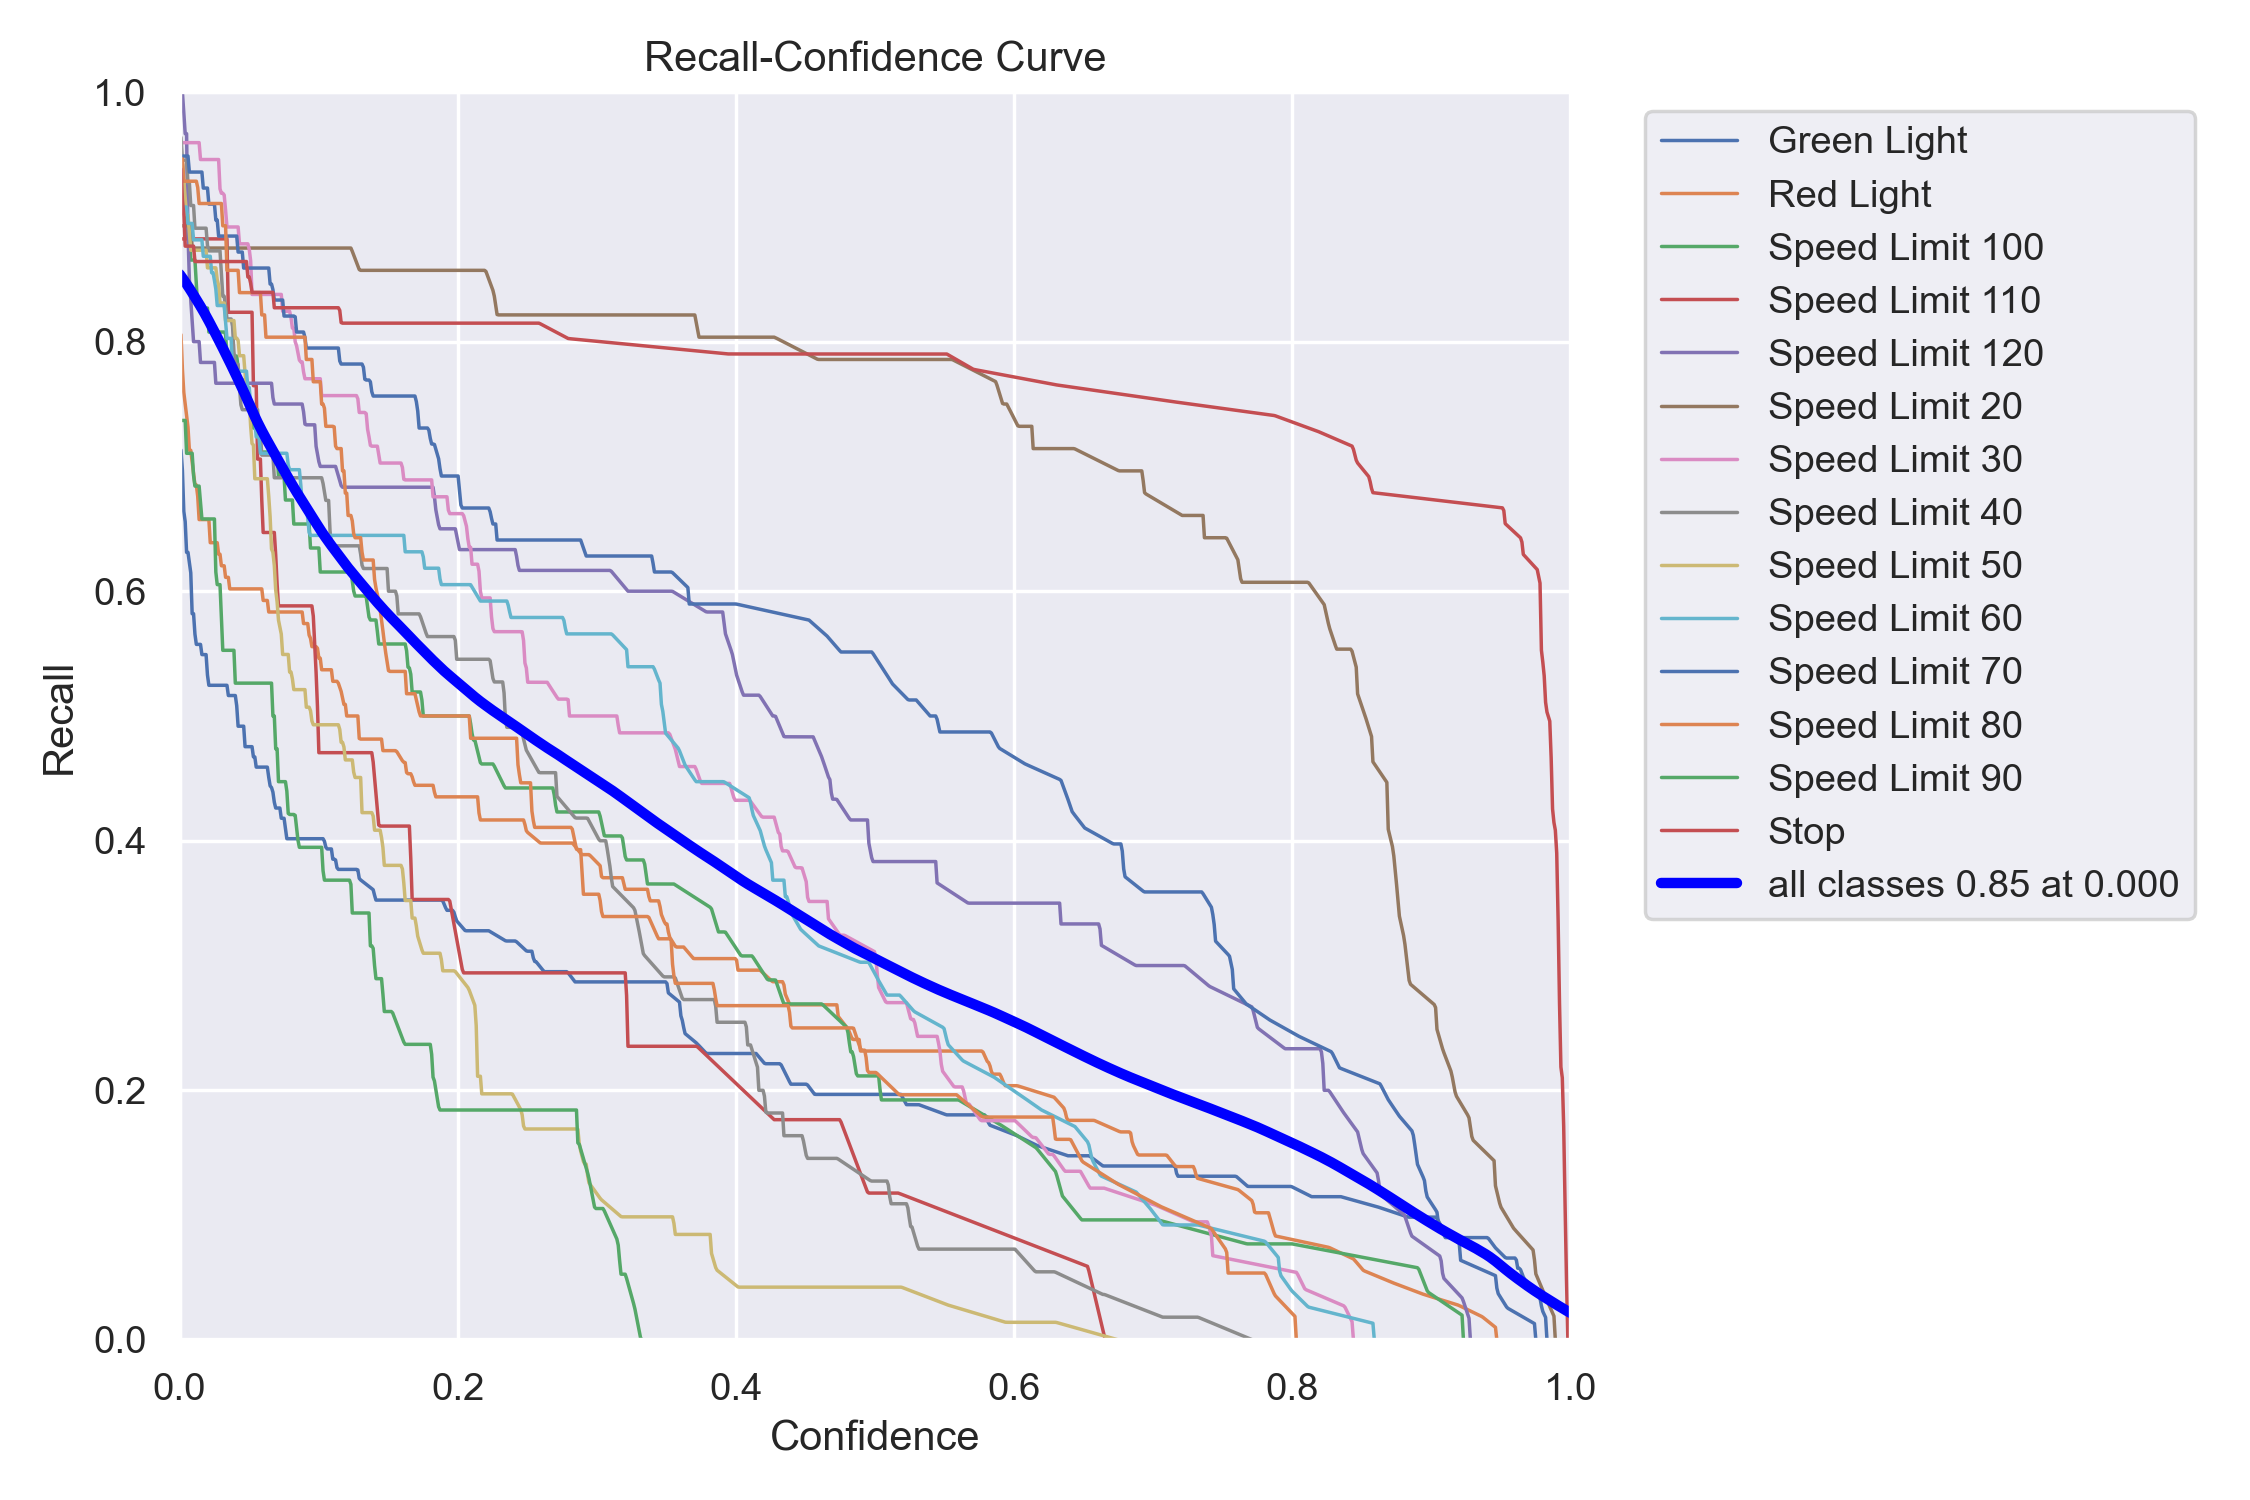 Recall-Confidence Curve
1.0
0.8
0.6
0.4
0.2
0.0
Recall
0.0 0.2 0.4 0.6 0.8 1.0
Confidence
Green Light
Red Light
Speed Limit 100
Speed Limit 110
Speed Limit 120
Speed Limit 20
Speed Limit 30
Speed Limit 40
Speed Limit 50
Speed Limit 60
Speed Limit 70
Speed Limit 80
Speed Limit 90
Stop
all classes 0.85 at 0.000